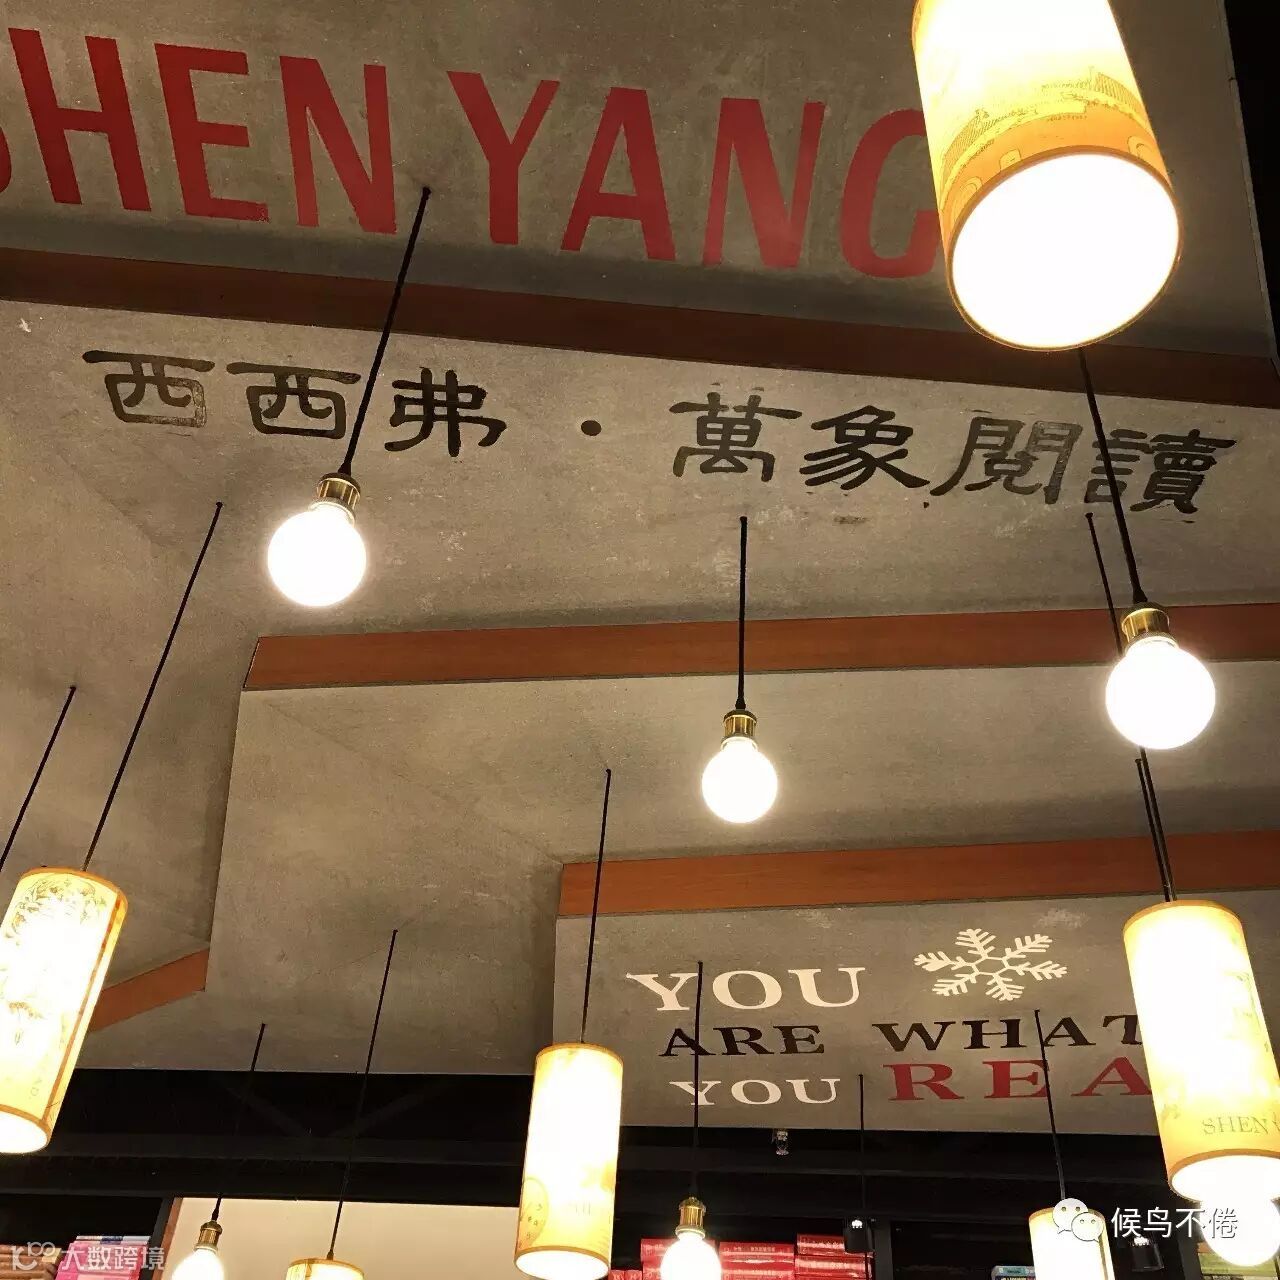 SHEN YANG
西西弗·萬象閱讀
YOU
ARE WHAT
YOU REA
SHEN
候鸟不倦
大数跨境